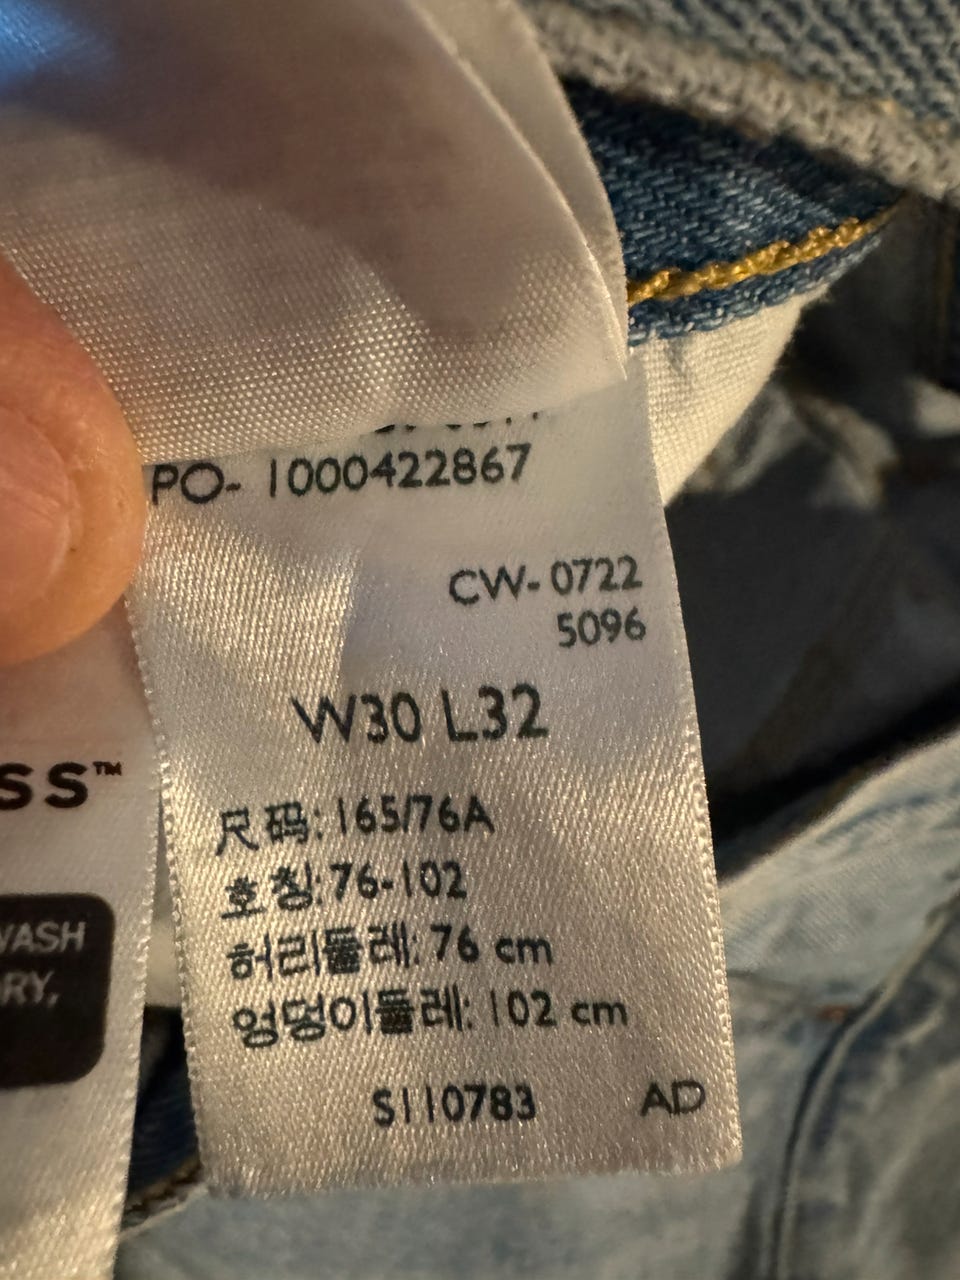 PO- 1000422867
CW- 0722
5096
W30 L32
尺码: 165/76A
호칭: 76-102
허리둘레: 76 cm
엉덩이둘레: 102 cm
S110783 AD
SS™
WASH
RY,